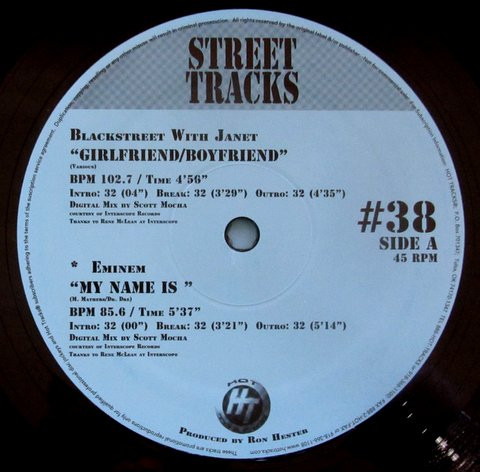 STREET
TRACKS
BLACKSTREET WITH JANET
"GIRLFRIEND/BOYFRIEND"
(VARIOUS)
BPM 102.7 / TIME 4'56"
INTRO: 32 (04") BREAK: 32 (3'29") OUTRO: 32 (4'35")
DIGITAL MIX BY SCOTT MOCHA
COURTESY OF INTERSCOPE RECORDS
THANKS TO RENE MCLEAN AT INTERSCOPE
#38
SIDE A
45 RPM
* EMINEM
"MY NAME IS "
(M. MATHERS/DR. DRE)
BPM 85.6 / TIME 5'37"
INTRO: 32 (00") BREAK: 32 (3'21") OUTRO: 32 (5'14")
DIGITAL MIX BY SCOTT MOCHA
COURTESY OF INTERSCOPE RECORDS
THANKS TO RENE MCLEAN AT INTERSCOPE
HOT
HT
PRODUCED BY RON HESTER